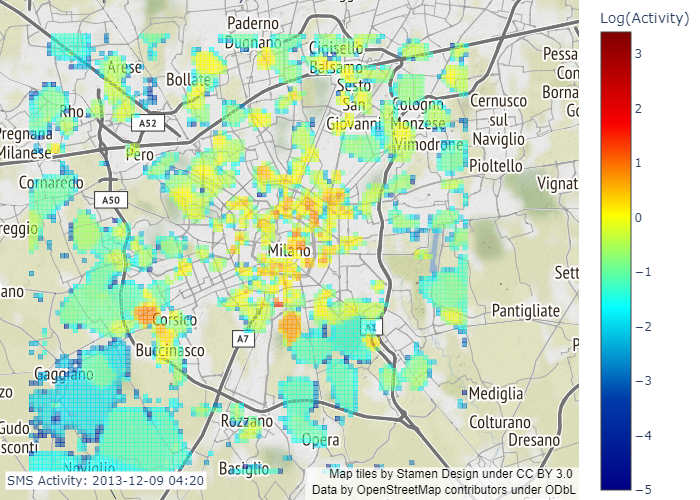 Log(Activity)
Paderno
Dugnano
Cinisello
Balsamo
Arese
Bollate
Sesto
San
Giovanni
Cologno
Monzese
Cernusco
sul
Naviglio
Pessa
Con
Borna
Go
Rho
A52
Pregnana
Milanese
Pero
Vimodrone
Pioltello
Cornaredo
A50
Vignat
reggio
Milano
Sett
ano
Corsico
A7
A1
Pantigliate
Buccinasco
P
Gaggiano
zo
Mediglia
Gudo
sconti
Rozzano
Opera
Colturano
Dresano
Noviglio
Basiglio
SMS Activity: 2013-12-09 04:20
Map tiles by Stamen Design under CC BY 3.0
Data by OpenStreetMap contributors under ODbL
3
2
1
0
−1
−2
−3
−4
−5